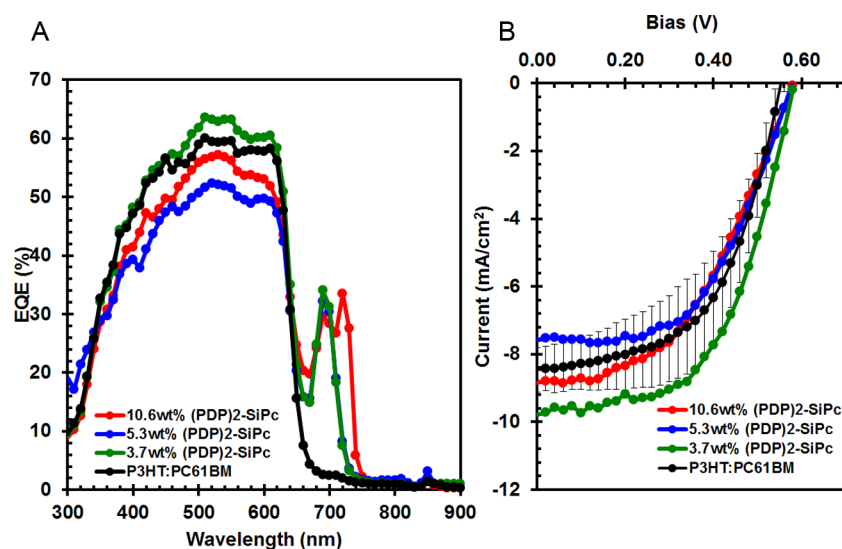 A
EQE (%)
70
60
50
40
30
20
10
0
300 400 500 600 700 800 900
Wavelength (nm)
10.6wt% (PDP)2-SiPc
5.3wt% (PDP)2-SiPc
3.7wt% (PDP)2-SiPc
P3HT:PC61BM
B
Bias (V)
0.00 0.20 0.40 0.60
Current (mA/cm²)
0
-2
-4
-6
-8
-10
-12
10.6wt% (PDP)2-SiPc
5.3wt% (PDP)2-SiPc
3.7wt% (PDP)2-SiPc
P3HT:PC61BM